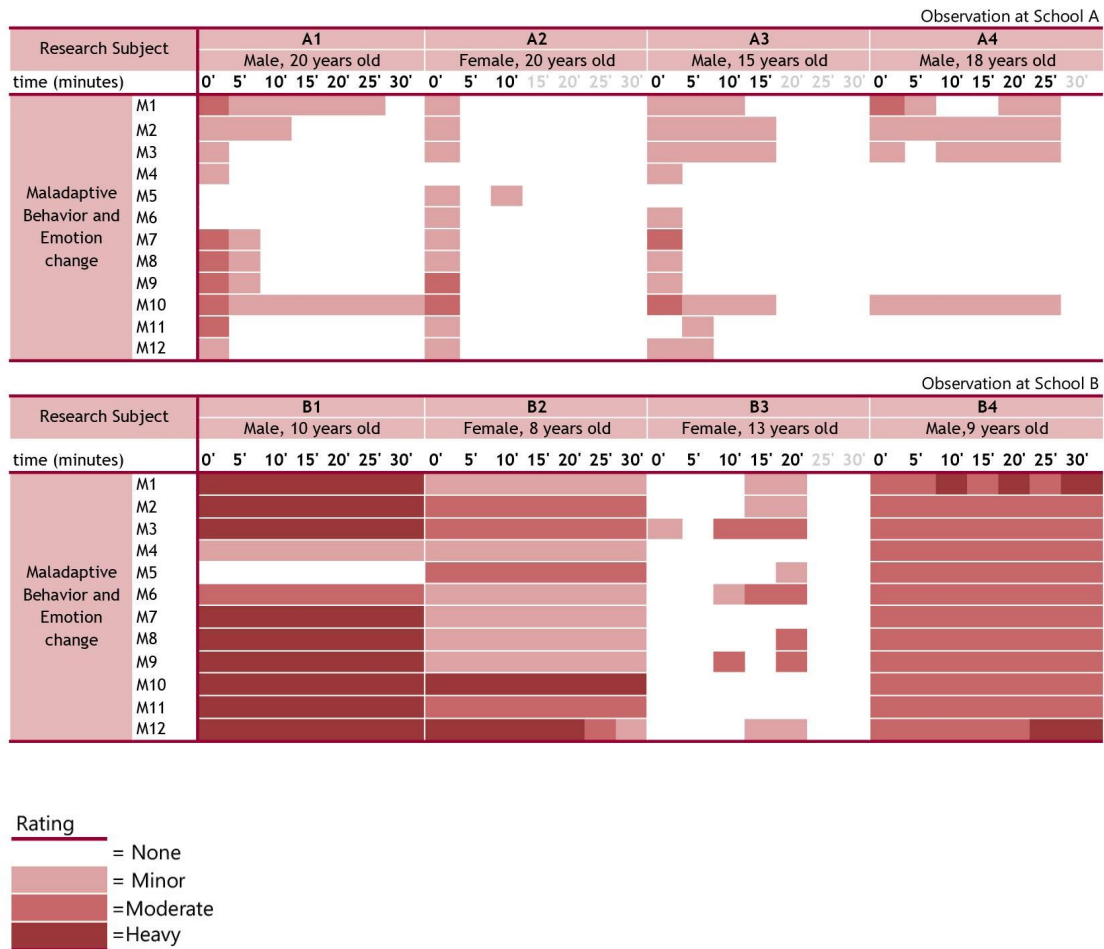 Observation at School A
Research Subject A1 A2 A3 A4
Male, 20 years old Female, 20 years old Male, 15 years old Male, 18 years old
time (minutes) 0' 5' 10' 15' 20' 25' 30' 0' 5' 10' 15' 20' 25' 30' 0' 5' 10' 15' 20' 25' 30' 0' 5' 10' 15' 20' 25' 30'
Maladaptive
Behavior and
Emotion
change
M1
M2
M3
M4
M5
M6
M7
M8
M9
M10
M11
M12
Observation at School B
Research Subject B1 B2 B3 B4
Male, 10 years old Female, 8 years old Female, 13 years old Male,9 years old
time (minutes) 0' 5' 10' 15' 20' 25' 30' 0' 5' 10' 15' 20' 25' 30' 0' 5' 10' 15' 20' 25' 30' 0' 5' 10' 15' 20' 25' 30'
Maladaptive
Behavior and
Emotion
change
M1
M2
M3
M4
M5
M6
M7
M8
M9
M10
M11
M12
Rating
= None
= Minor
=Moderate
=Heavy